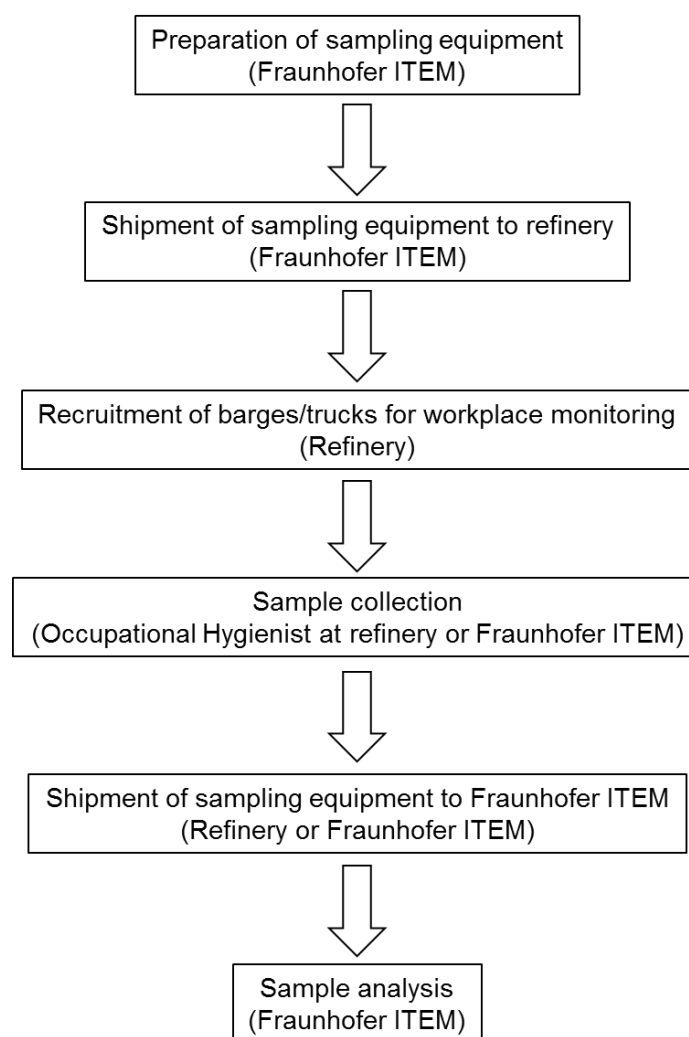 Preparation of sampling equipment
(Fraunhofer ITEM)
Shipment of sampling equipment to refinery
(Fraunhofer ITEM)
Recruitment of barges/trucks for workplace monitoring
(Refinery)
Sample collection
(Occupational Hygienist at refinery or Fraunhofer ITEM)
Shipment of sampling equipment to Fraunhofer ITEM
(Refinery or Fraunhofer ITEM)
Sample analysis
(Fraunhofer ITEM)